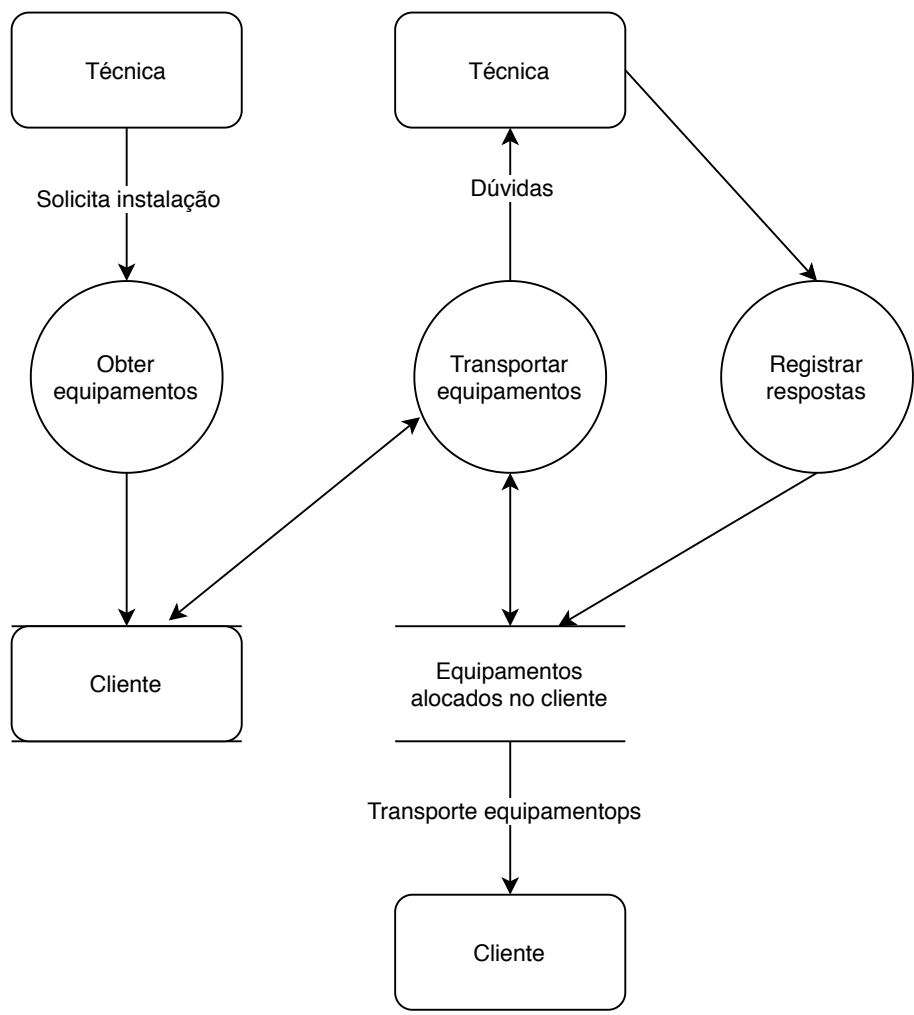 Técnica
Técnica
Solicita instalação
Dúvidas
Obter
equipamentos
Transportar
equipamentos
Registrar
respostas
Cliente
Equipamentos
alocados no cliente
Transporte equipamentops
Cliente